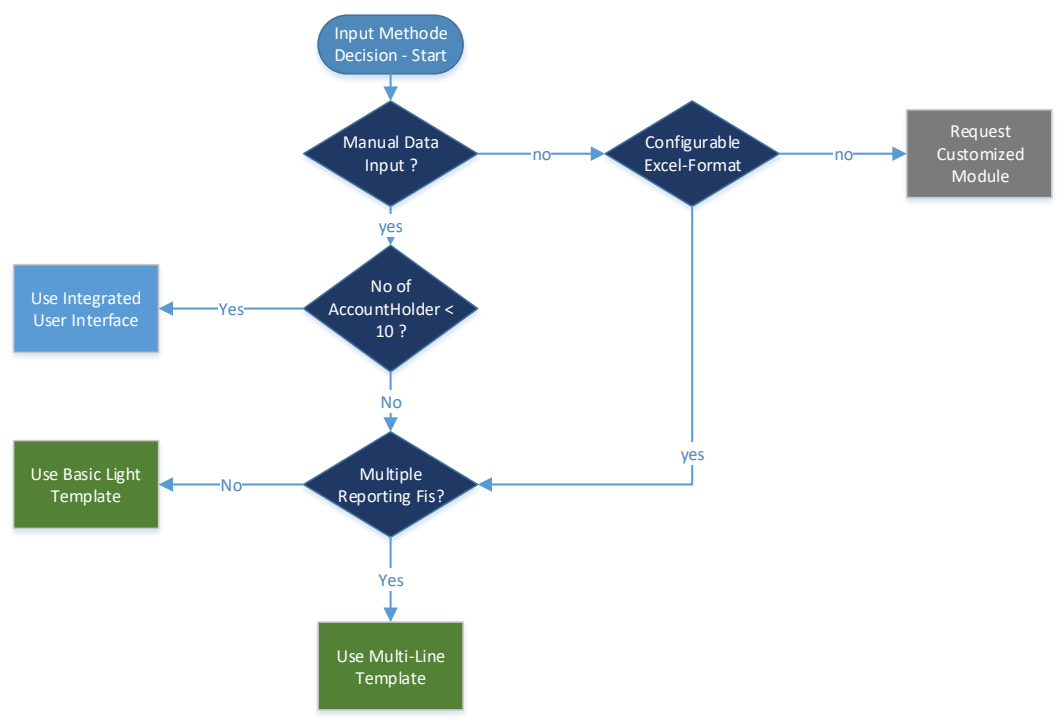 Input Methode
Decision - Start
Manual Data
Input ?
no
Configurable
Excel-Format
no
Request
Customized
Module
yes
No of
AccountHolder <
10 ?
Yes
Use Integrated
User Interface
No
Multiple
Reporting Fis?
yes
No
Use Basic Light
Template
Yes
Use Multi-Line
Template